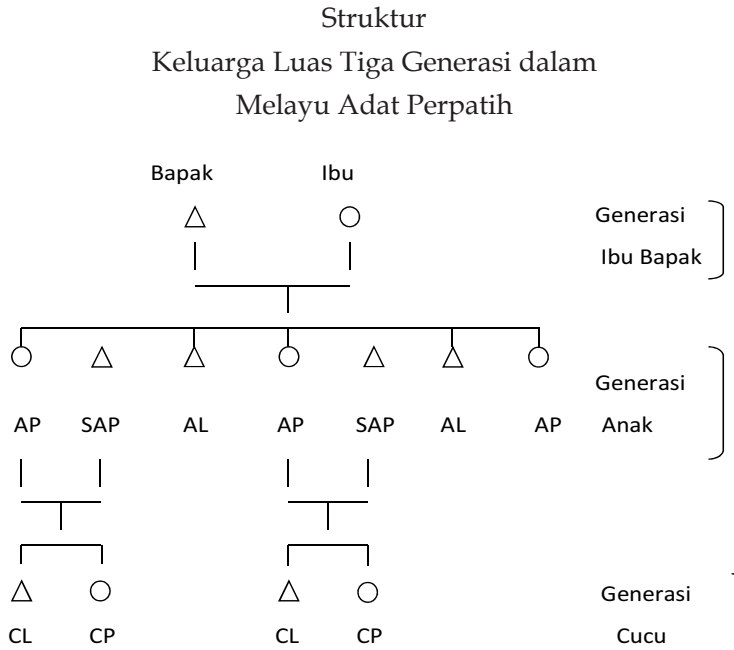 Struktur
Keluarga Luas Tiga Generasi dalam
Melayu Adat Perpatih
Bapak Ibu
Generasi
Ibu Bapak
Generasi
AP SAP AL AP SAP AL AP Anak
Generasi
CL CP CL CP Cucu